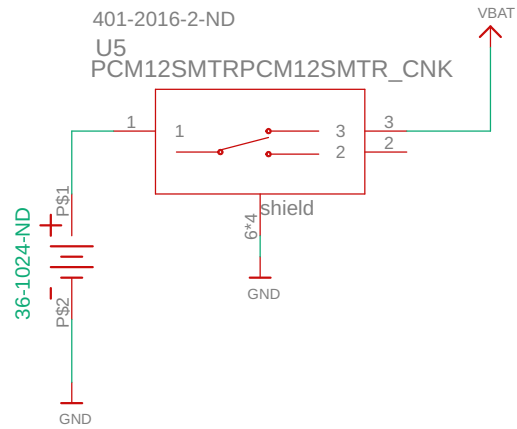 401-2016-2-ND
VBAT
U5
PCM12SMTRPCM12SMTR_CNK
1
1
3
3
2
2
shield
6*4
P$1
+
36-1024-ND
-
P$2
GND
GND